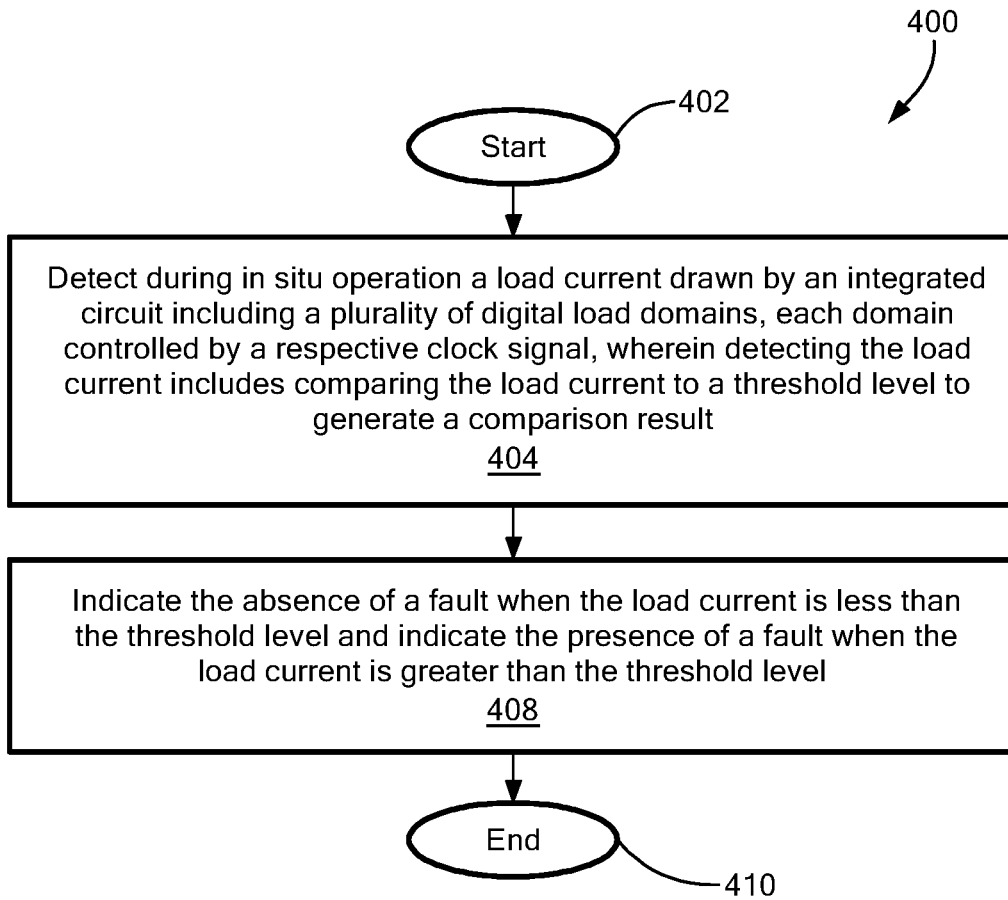 400
402
Start
Detect during in situ operation a load current drawn by an integrated
circuit including a plurality of digital load domains, each domain
controlled by a respective clock signal, wherein detecting the load
current includes comparing the load current to a threshold level to
generate a comparison result
404
Indicate the absence of a fault when the load current is less than
the threshold level and indicate the presence of a fault when the
load current is greater than the threshold level
408
End
410